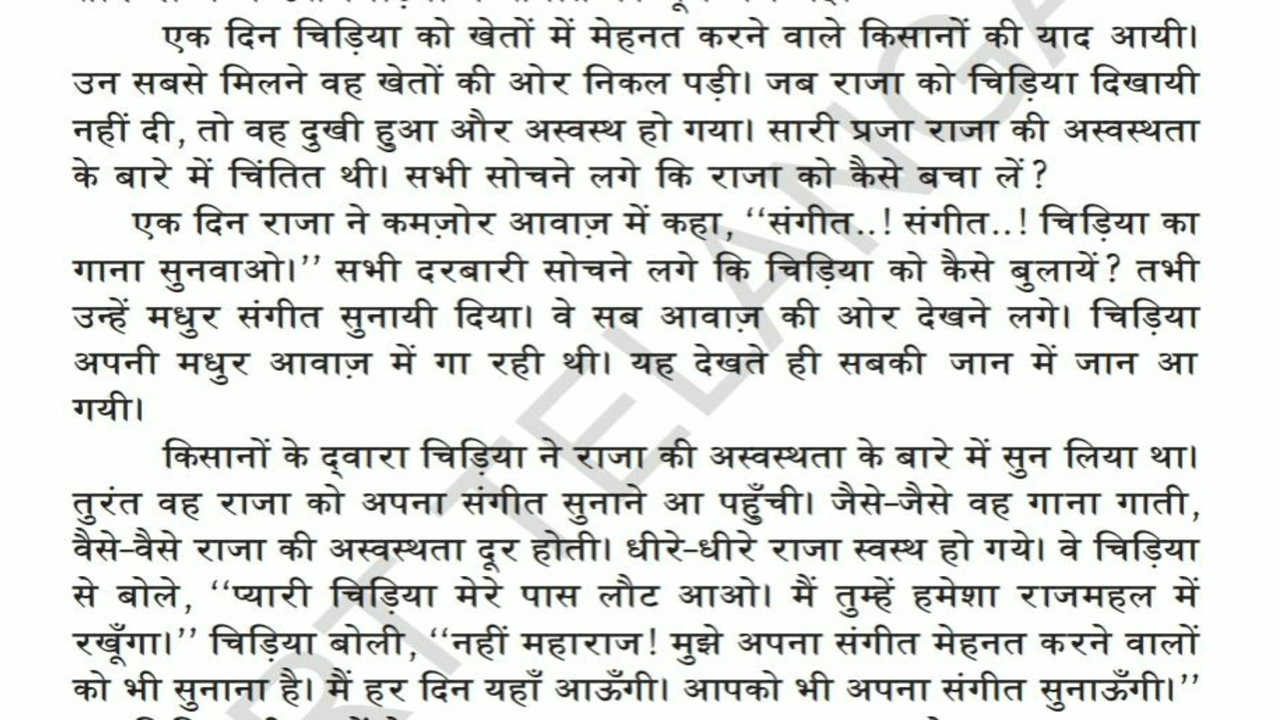 एक दिन चिड़िया को खेतों में मेहनत करने वाले किसानों की याद आयी।
उन सबसे मिलने वह खेतों की ओर निकल पड़ी। जब राजा को चिड़िया दिखायी
नहीं दी, तो वह दुखी हुआ और अस्वस्थ हो गया। सारी प्रजा राजा की अस्वस्थता
के बारे में चिंतित थी। सभी सोचने लगे कि राजा को कैसे बचा लें?
एक दिन राजा ने कमज़ोर आवाज़ में कहा, ‘‘संगीत..! संगीत..! चिड़िया का
गाना सुनवाओ।’’ सभी दरबारी सोचने लगे कि चिड़िया को कैसे बुलायें? तभी
उन्हें मधुर संगीत सुनायी दिया। वे सब आवाज़ की ओर देखने लगे। चिड़िया
अपनी मधुर आवाज़ में गा रही थी। यह देखते ही सबकी जान में जान आ
गयी।
किसानों के द्वारा चिड़िया ने राजा की अस्वस्थता के बारे में सुन लिया था।
तुरंत वह राजा को अपना संगीत सुनाने आ पहुँची। जैसे-जैसे वह गाना गाती,
वैसे-वैसे राजा की अस्वस्थता दूर होती। धीरे-धीरे राजा स्वस्थ हो गये। वे चिड़िया
से बोले, ‘‘प्यारी चिड़िया मेरे पास लौट आओ। मैं तुम्हें हमेशा राजमहल में
रखूँगा।’’ चिड़िया बोली, ‘‘नहीं महाराज! मुझे अपना संगीत मेहनत करने वालों
को भी सुनाना है। मैं हर दिन यहाँ आऊँगी। आपको भी अपना संगीत सुनाऊँगी।’’
RT TELANGA